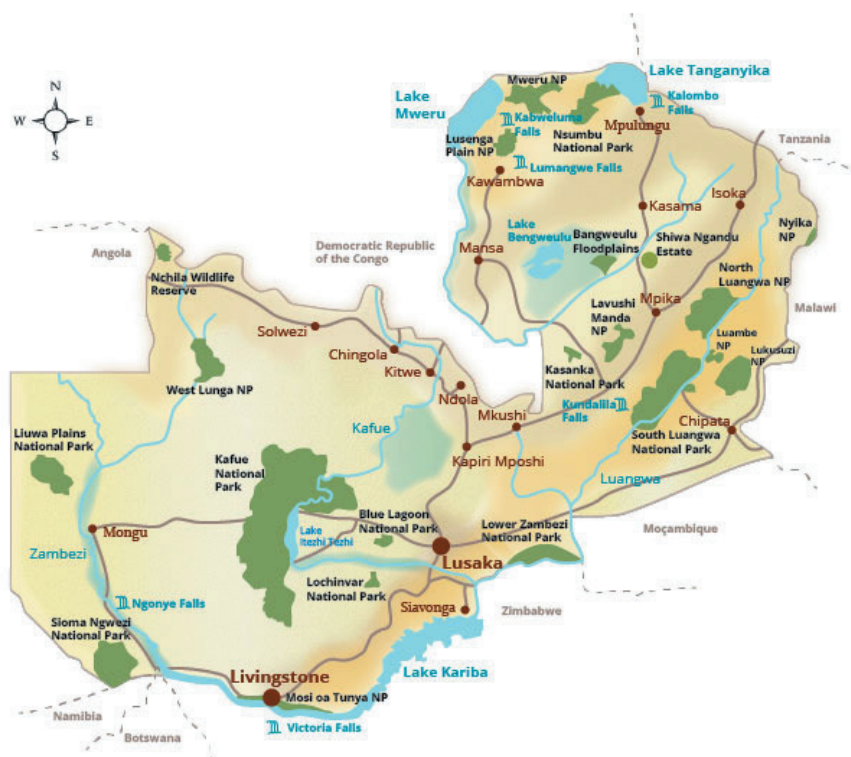 Lake Tanganyika
Mweru NP
N
W
E
S
Lake
Mweru
Kalombo
Falls
Kabweluma
Falls
Mpulungu
Nsumbu
National Park
Lusenga
Plain NP
Tanzania
Lumangwe Falls
Kawambwa
Isoka
Kasama
Nyika
NP
Lake
Bengweulu
Bangweulu
Floodplains
Shiwa Ngandu
Estate
Angola
Democratic Republic
of the Congo
Mansa
North
Luangwa NP
Nchila Wildlife
Reserve
Lavushi
Manda
NP
Mpika
Malawi
Solwezi
Luambe
NP
Chingola
Lukusuzi
NP
Kitwe
Kasanka
National Park
West Lunga NP
Ndola
Mkushi
Kundalila
Falls
Chipata
Kafue
Liuwa Plains
National Park
South Luangwa
National Park
Kafue
National
Park
Kapiri Mposhi
Luangwa
Blue Lagoon
National Park
Lower Zambezi
National Park
Moçambique
Mongu
Lake
Itezhi Tezhi
Zambezi
Lusaka
Lochinvar
National Park
Ngonye Falls
Siavonga
Zimbabwe
Sioma Ngwezi
National Park
Livingstone
Lake Kariba
Mosi oa Tunya NP
Namibia
Victoria Falls
Botswana